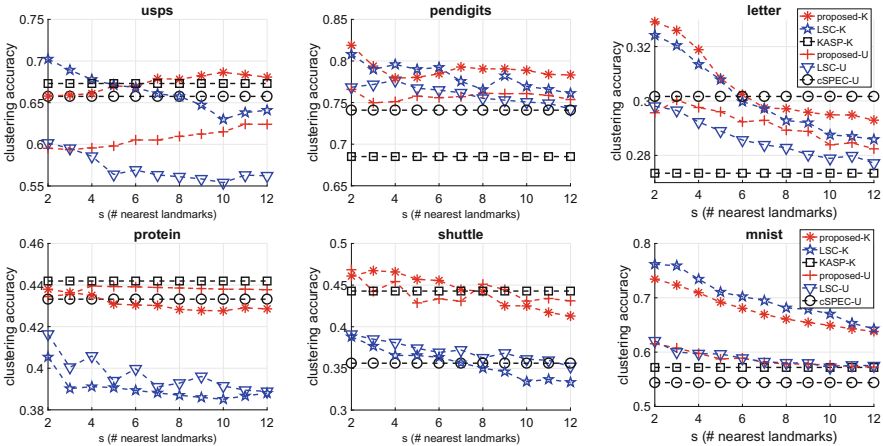 usps
clustering accuracy
0.75
0.65
0.55
2 4 6 8 10 12
s (# nearest landmarks)
pendigits
clustering accuracy
0.85
0.8
0.75
0.7
0.65
2 4 6 8 10 12
s (# nearest landmarks)
letter
clustering accuracy
0.32
0.3
0.28
2 4 6 8 10 12
s (# nearest landmarks)
proposed-K
LSC-K
KASP-K
proposed-U
LSC-U
cSPEC-U
protein
clustering accuracy
0.46
0.44
0.42
0.4
0.38
2 4 6 8 10 12
s (# nearest landmarks)
shuttle
clustering accuracy
0.5
0.45
0.4
0.35
0.3
2 4 6 8 10 12
s (# nearest landmarks)
mnist
clustering accuracy
0.8
0.7
0.6
0.5
2 4 6 8 10 12
s (# nearest landmarks)
proposed-K
LSC-K
KASP-K
proposed-U
LSC-U
cSPEC-U